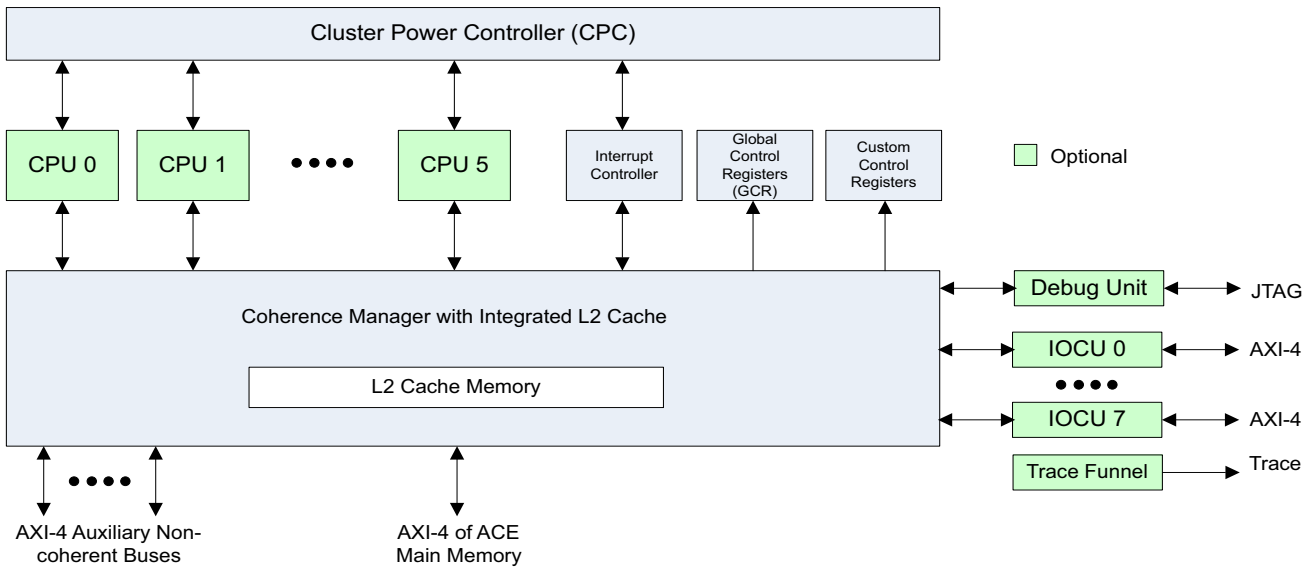 Cluster Power Controller (CPC)
CPU 0
CPU 1
CPU 5
Interrupt
Controller
Global
Control
Registers
(GCR)
Custom
Control
Registers
Optional
Coherence Manager with Integrated L2 Cache
L2 Cache Memory
Debug Unit
JTAG
IOCU 0
AXI-4
IOCU 7
AXI-4
Trace Funnel
Trace
AXI-4 Auxiliary Non-
coherent Buses
AXI-4 of ACE
Main Memory